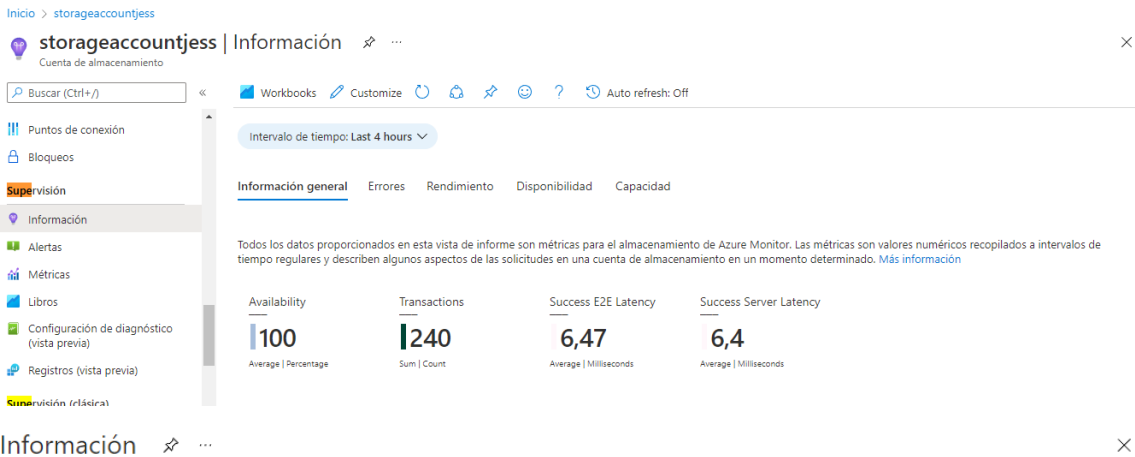 Inicio > storageaccountjess
storageaccountjess | Información ...
Cuenta de almacenamiento
Buscar (Ctrl+/) «
Workbooks Customize ? Auto refresh: Off
Puntos de conexión
Bloqueos
Supervisión
Información
Alertas
Métricas
Libros
Configuración de diagnóstico
(vista previa)
Registros (vista previa)
Supervisión (clásica)
Intervalo de tiempo: Last 4 hours
Información general Errores Rendimiento Disponibilidad Capacidad
Todos los datos proporcionados en esta vista de informe son métricas para el almacenamiento de Azure Monitor. Las métricas son valores numéricos recopilados a intervalos de
tiempo regulares y describen algunos aspectos de las solicitudes en una cuenta de almacenamiento en un momento determinado. Más información
Availability Transactions Success E2E Latency Success Server Latency
100 240 6,47 6,4
Average | Percentage Sum | Count Average | Milliseconds Average | Milliseconds
Información ...